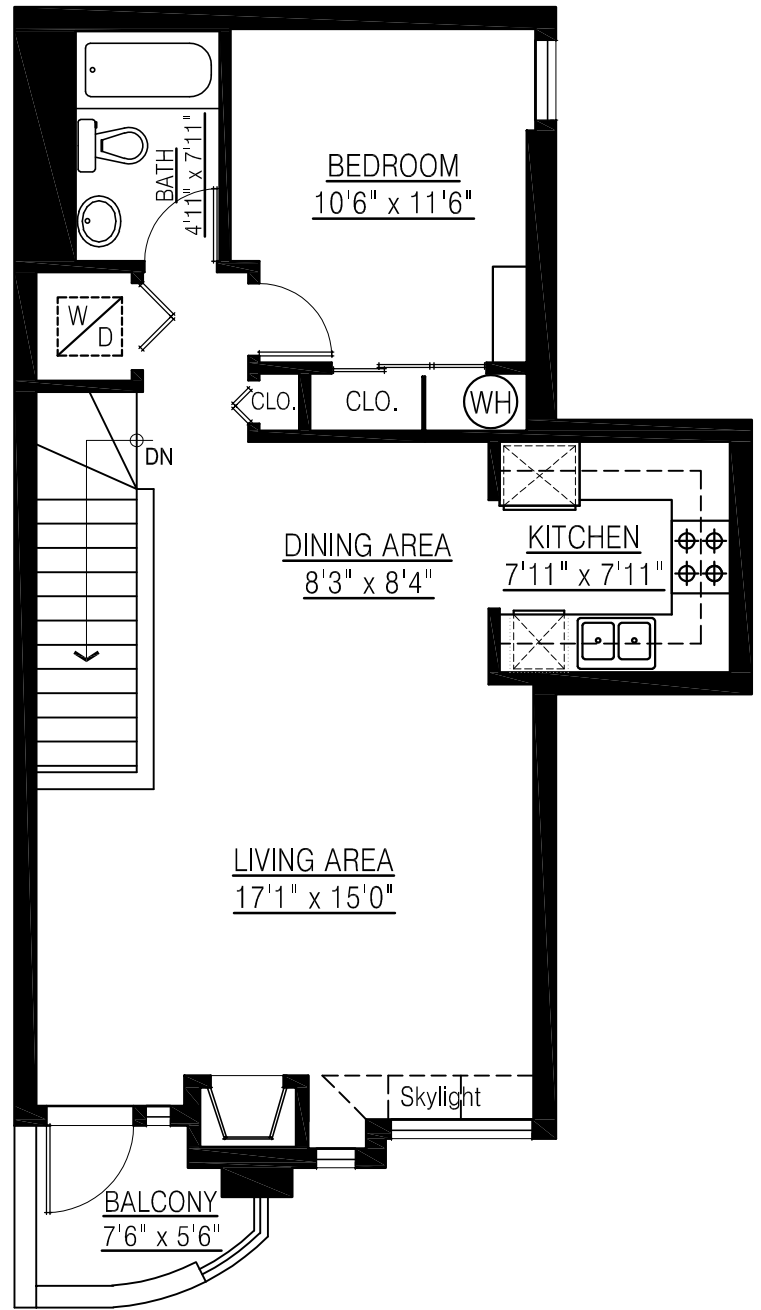 BATH
4'11" x 7'11"
BEDROOM
10'6" x 11'6"
W
D
CLO.
CLO.
WH
DN
DINING AREA
8'3" x 8'4"
KITCHEN
7'11" x 7'11"
LIVING AREA
17'1" x 15'0"
Skylight
BALCONY
7'6" x 5'6"